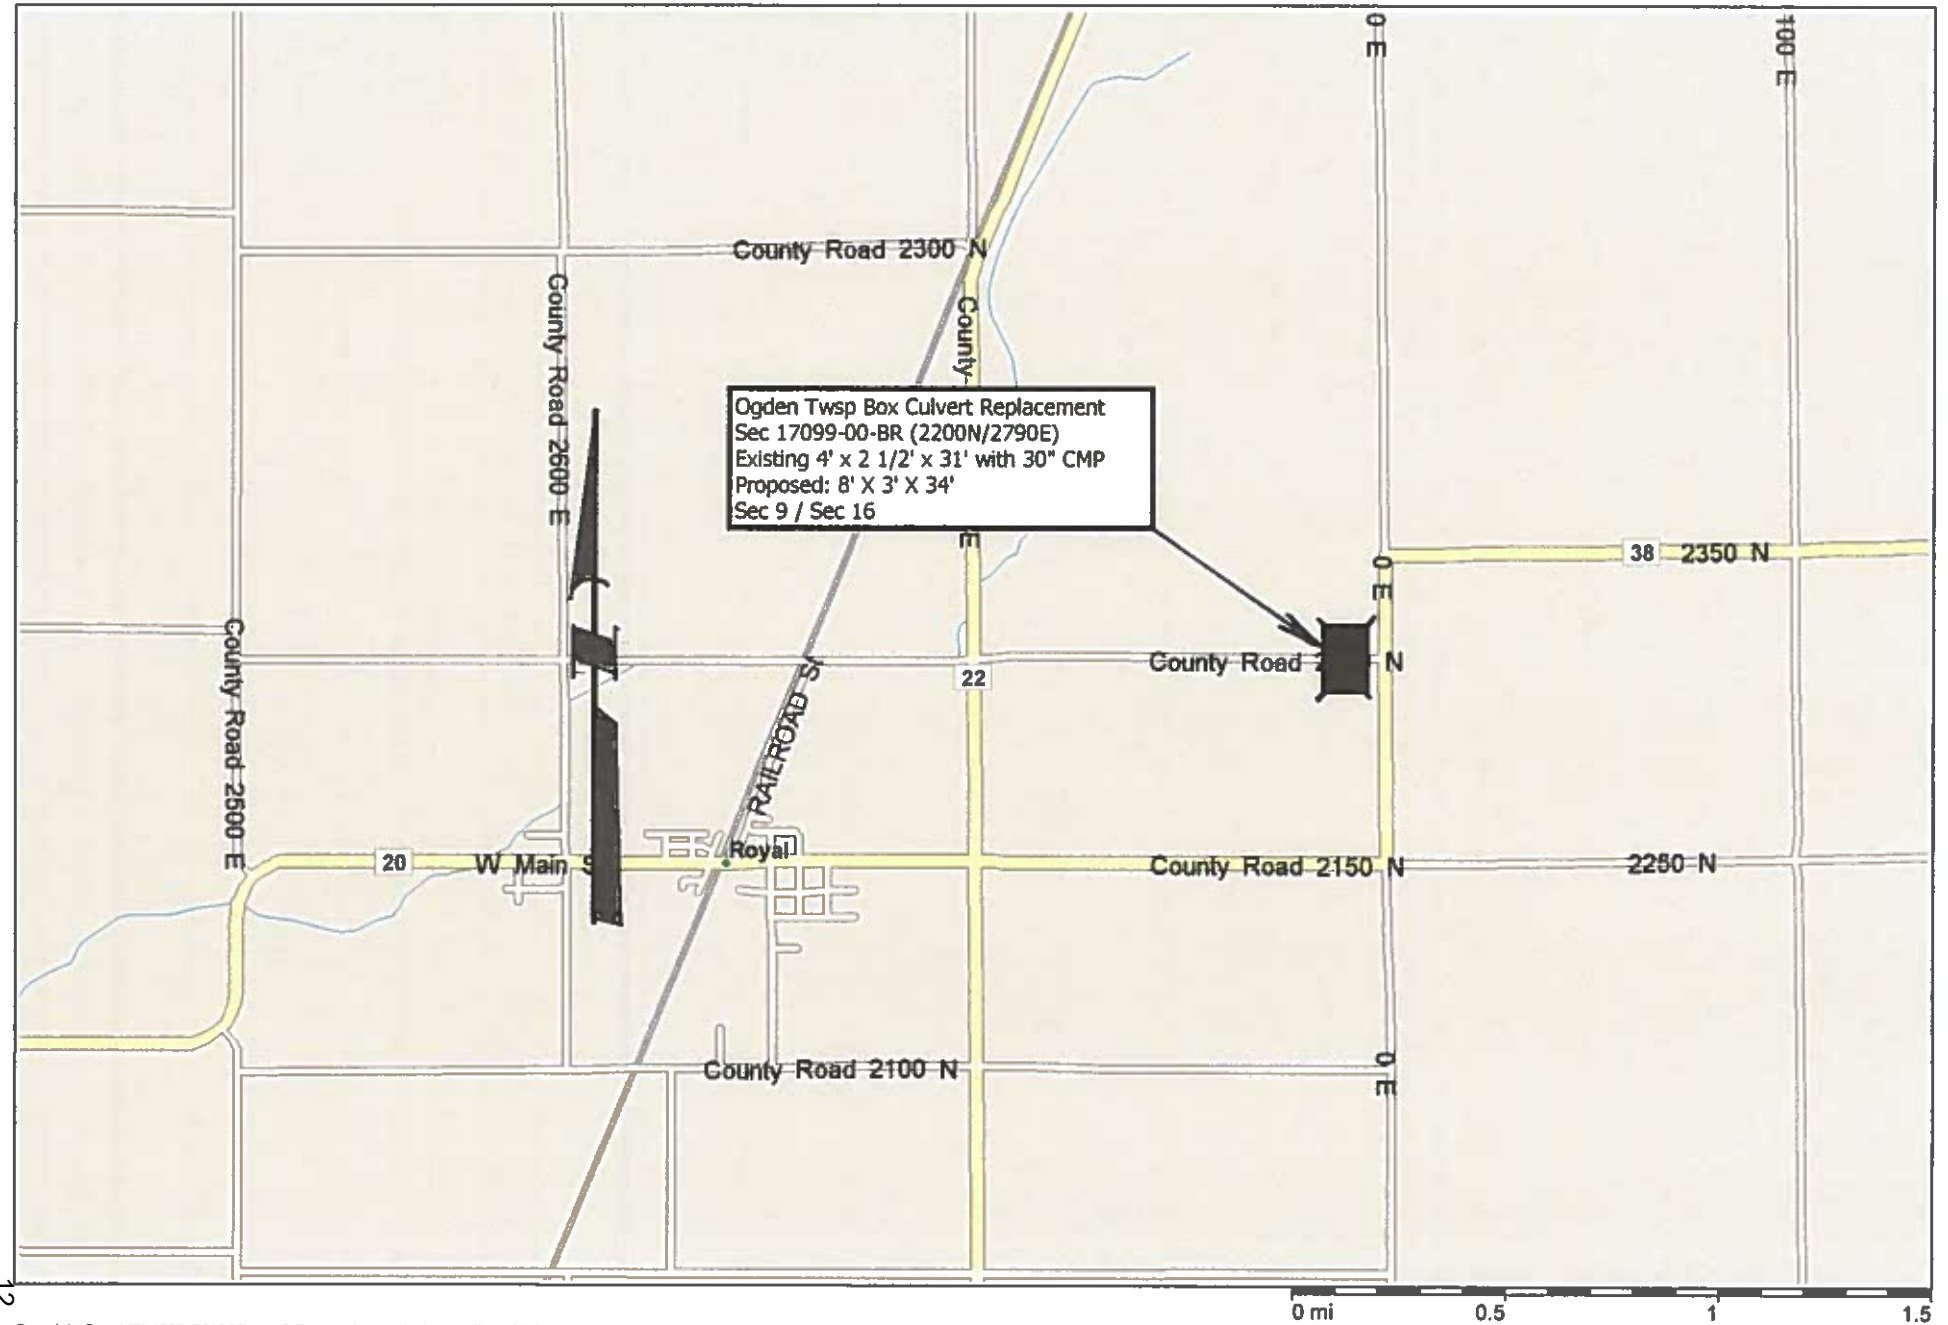 0 E
100 E
County Road 2300 N
County Road 2600 E
County
Ogden Twsp Box Culvert Replacement
Sec 17099-00-BR (2200N/2790E)
Existing 4' x 2 1/2' x 31' with 30" CMP
Proposed: 8' X 3' X 34'
Sec 9 / Sec 16
E
38
2350 N
0 E
County Road 2500 E
County Road
N
22
RAILROAD
Royal
20
W Main
County Road 2150 N
2250 N
County Road 2100 N
0 E
0 mi
0.5
1
1.5
12